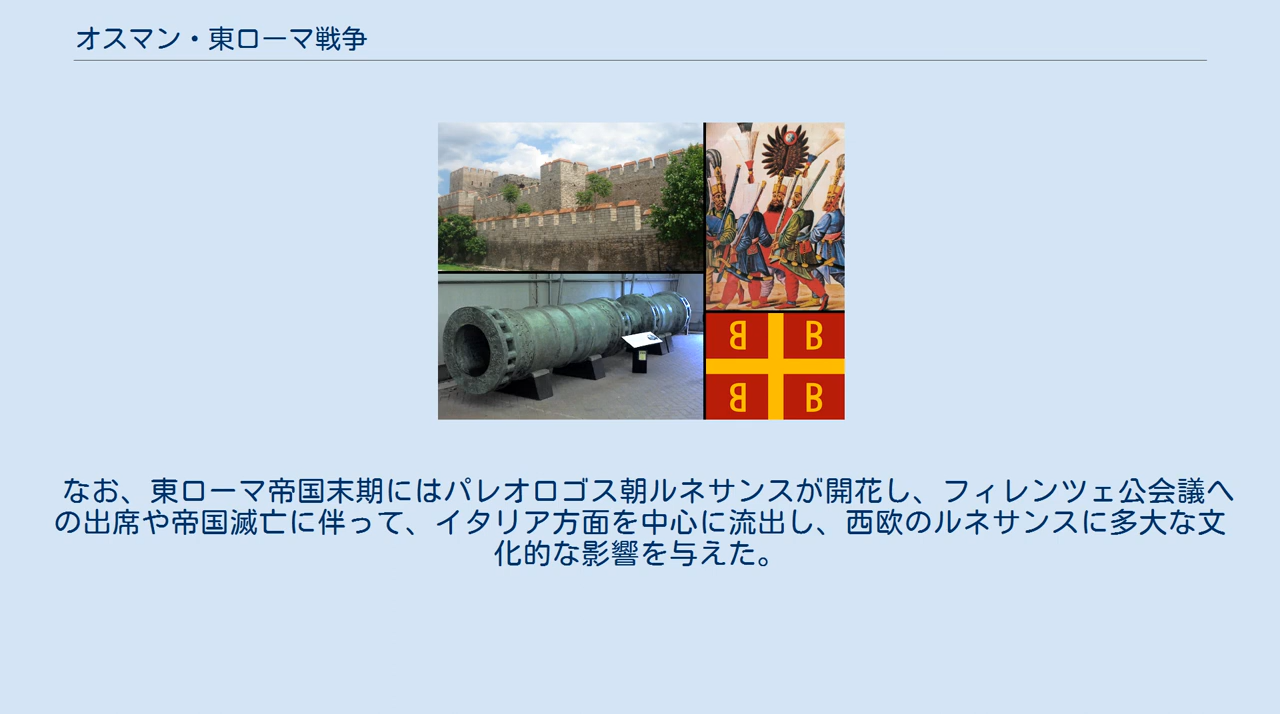 オスマン・東ローマ戦争
B B
B B
なお、東ローマ帝国末期にはパレオロゴス朝ルネサンスが開花し、フィレンツェ公会議へ
の出席や帝国滅亡に伴って、イタリア方面を中心に流出し、西欧のルネサンスに多大な文
化的な影響を与えた。